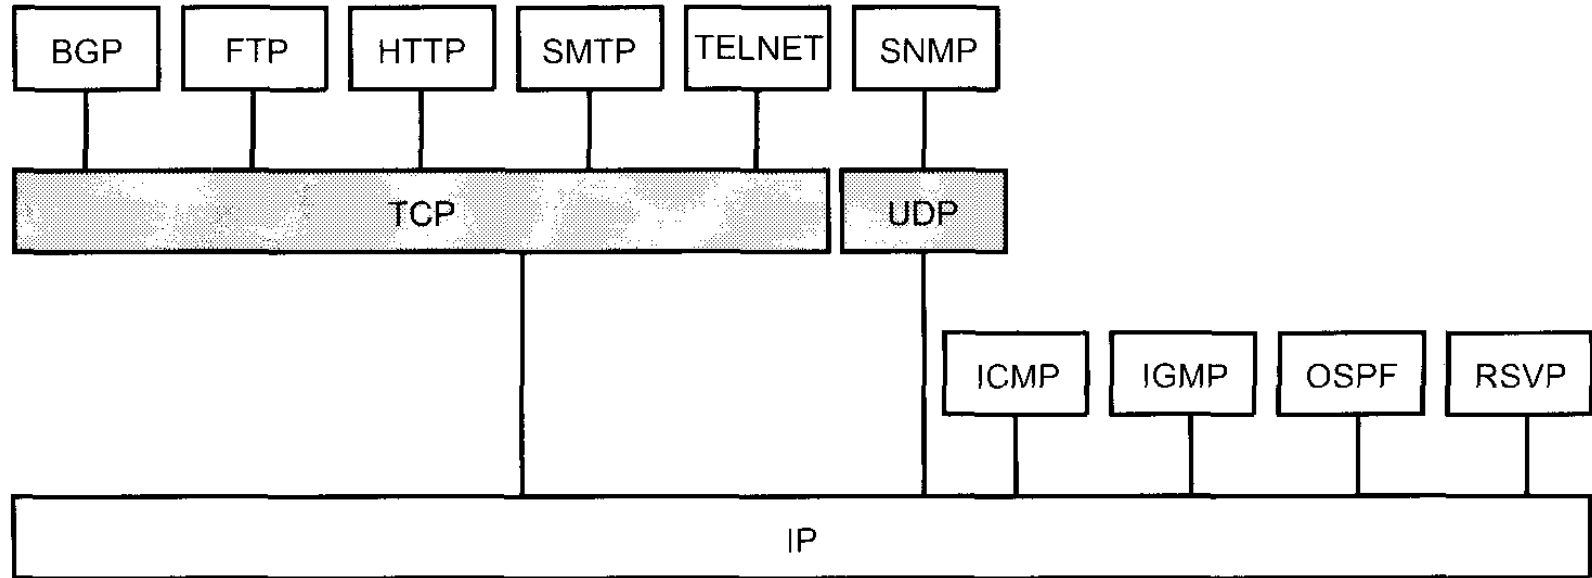 BGP FTP HTTP SMTP TELNET SNMP
TCP UDP
ICMP IGMP OSPF RSVP
IP